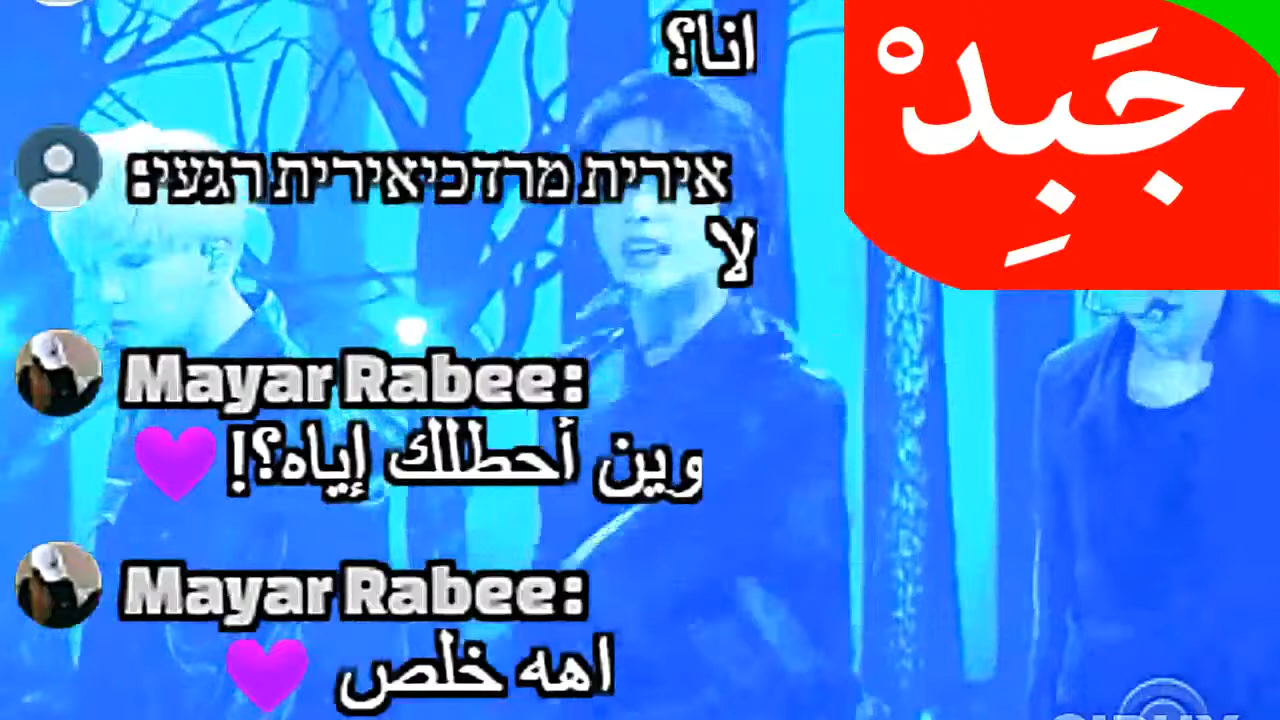 انا؟
جَبِدْ
אירית מרדכיאירית רגעי:
لا
Mayar Rabee:
وين أحطلك إياه؟! 💜
Mayar Rabee:
اهه خلص 💜